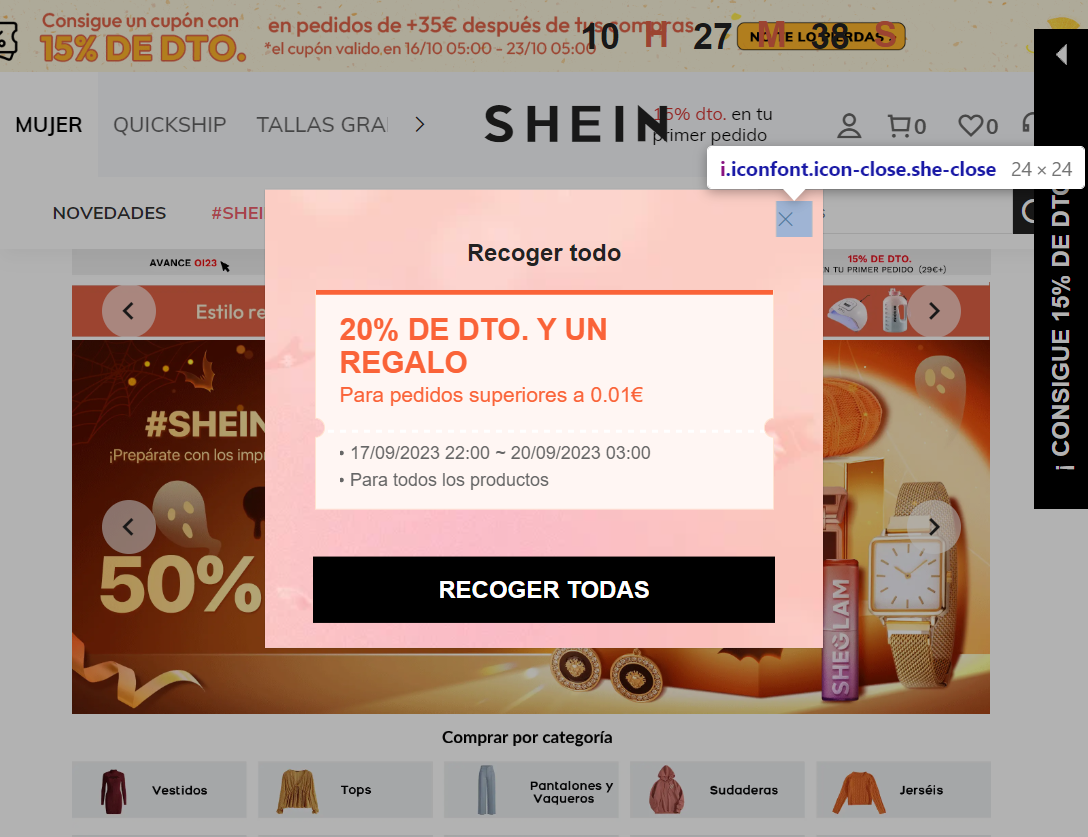 Consigue un cupón con
15% DE DTO.
en pedidos de +35€ después de tus compras
*el cupón valido en 16/10 05:00 - 23/10 05:00
10 H 27 M 38 S
NO TE LO PIERDAS
MUJER
QUICKSHIP
TALLAS GRA
SHEIN
15% dto. en tu
primer pedido
0
0
i.iconfont.icon-close.she-close 24 × 24
NOVEDADES
#SHEI
s
AVANCE OI23
15% DE DTO.
N TU PRIMER PEDIDO (29€+)
Estilo re
#SHEIN
¡Prepárate con los impr
50%
SHEGLAM
Recoger todo
20% DE DTO. Y UN
REGALO
Para pedidos superiores a 0.01€
• 17/09/2023 22:00 ~ 20/09/2023 03:00
• Para todos los productos
RECOGER TODAS
¡ CONSIGUE 15% DE DTO
Comprar por categoría
Vestidos
Tops
Pantalones y
Vaqueros
Sudaderas
Jerséis